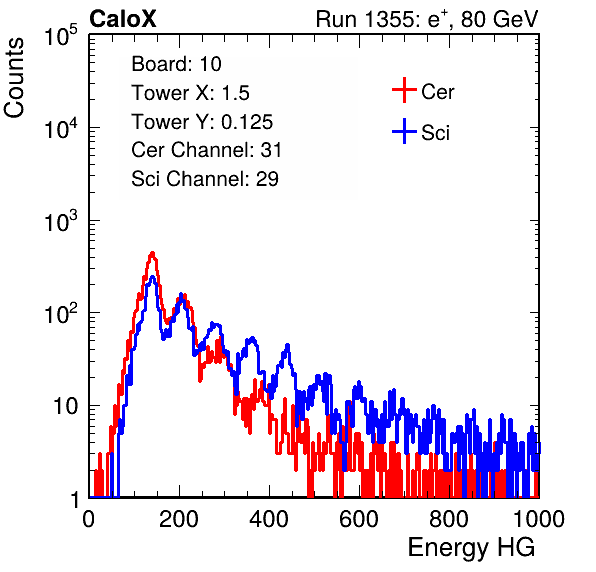 CaloX Run 1355: e⁺, 80 GeV
Counts
10⁵
10⁴
10³
10²
10
1
Board: 10
Tower X: 1.5
Tower Y: 0.125
Cer Channel: 31
Sci Channel: 29
Cer
Sci
0 200 400 600 800 1000
Energy HG